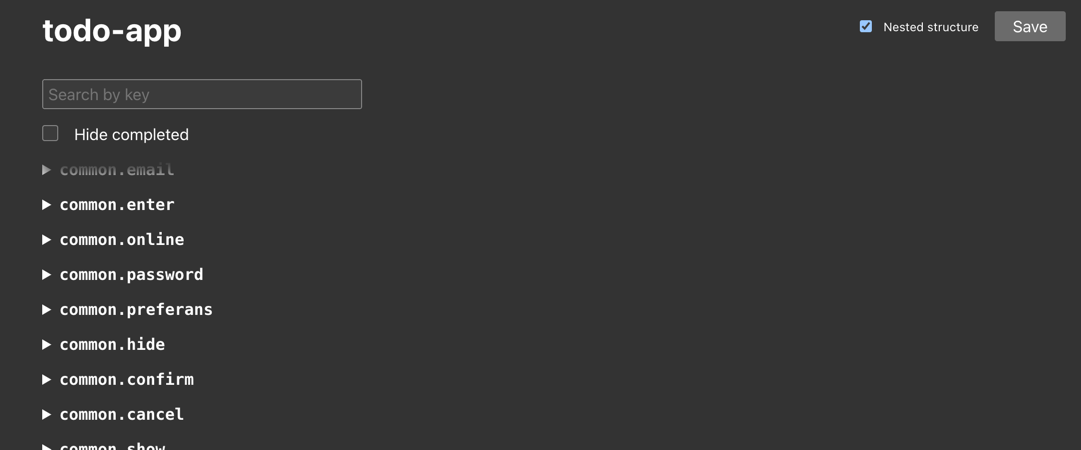 todo-app
Nested structure
Save
Search by key
Hide completed
common.email
common.enter
common.online
common.password
common.preferans
common.hide
common.confirm
common.cancel
common.show